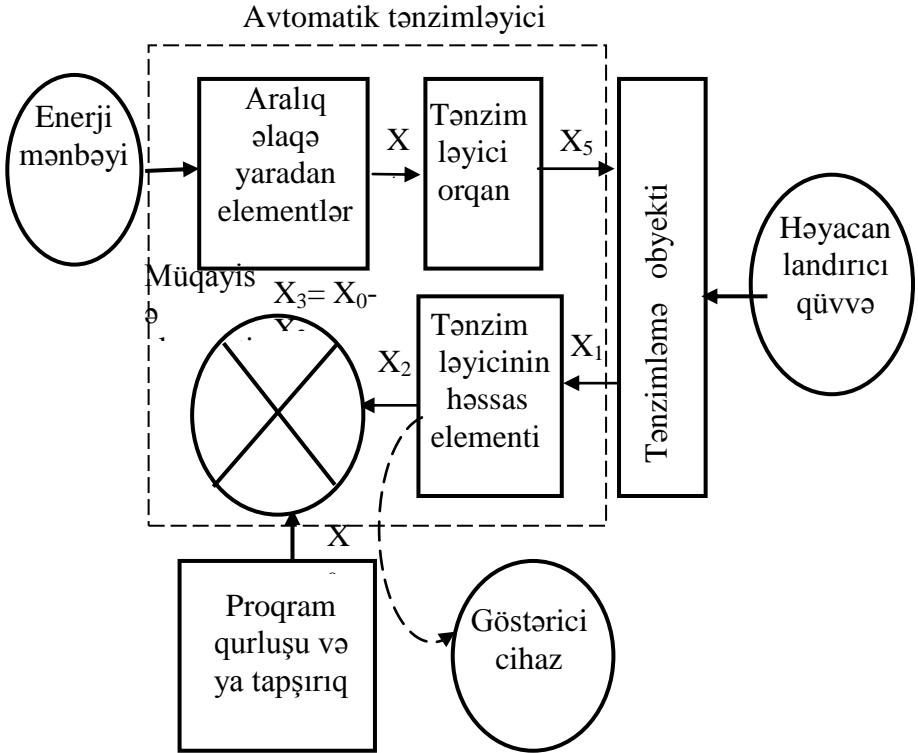 Avtomatik tənzimləyici
Enerji
mənbəyi
Aralıq
əlaqə
yaradan
elementlər
X
Tənzim
ləyici
orqan
X₅
Tənzimləmə obyekti
Həyacan
landırıcı
qüvvə
Müqayis
ə
X₃= X₀-
X₂
Tənzim
ləyicinin
həssas
elementi
X₁
X
Proqram
qurluşu və
ya tapşırıq
Göstərici
cihaz